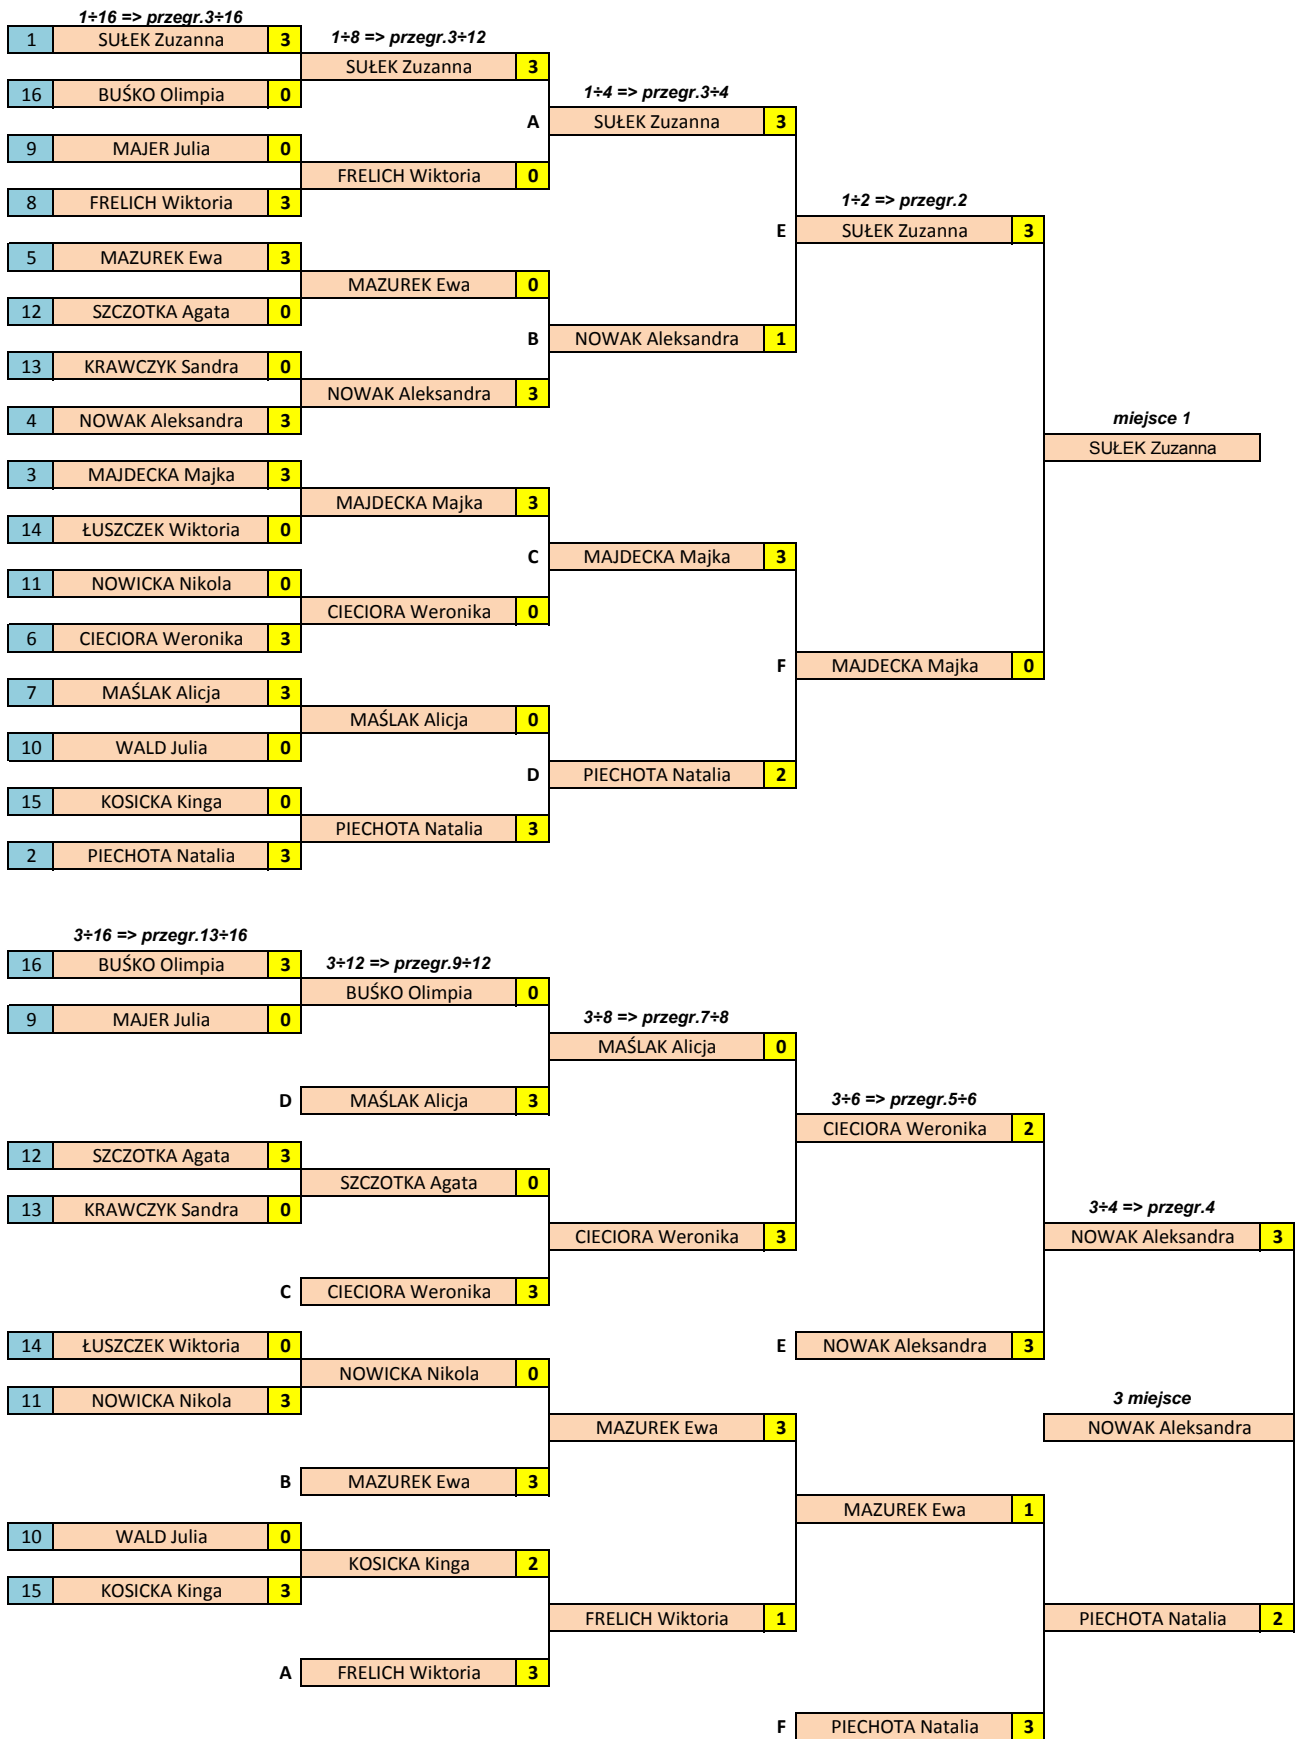 1÷16 => przegr.3÷16
1 SUŁEK Zuzanna 3 1÷8 => przegr.3÷12
SUŁEK Zuzanna 3
16 BUŚKO Olimpia 0 1÷4 => przegr.3÷4
A SUŁEK Zuzanna 3
9 MAJER Julia 0
FRELICH Wiktoria 0
8 FRELICH Wiktoria 3 1÷2 => przegr.2
E SUŁEK Zuzanna 3
5 MAZUREK Ewa 3
MAZUREK Ewa 0
12 SZCZOTKA Agata 0
B NOWAK Aleksandra 1
13 KRAWCZYK Sandra 0
NOWAK Aleksandra 3
4 NOWAK Aleksandra 3 miejsce 1
SUŁEK Zuzanna
3 MAJDECKA Majka 3
MAJDECKA Majka 3
14 ŁUSZCZEK Wiktoria 0
C MAJDECKA Majka 3
11 NOWICKA Nikola 0
CIECIORA Weronika 0
6 CIECIORA Weronika 3
F MAJDECKA Majka 0
7 MAŚLAK Alicja 3
MAŚLAK Alicja 0
10 WALD Julia 0
D PIECHOTA Natalia 2
15 KOSICKA Kinga 0
PIECHOTA Natalia 3
2 PIECHOTA Natalia 3
3÷16 => przegr.13÷16
16 BUŚKO Olimpia 3 3÷12 => przegr.9÷12
BUŚKO Olimpia 0
9 MAJER Julia 0 3÷8 => przegr.7÷8
MAŚLAK Alicja 0
D MAŚLAK Alicja 3 3÷6 => przegr.5÷6
CIECIORA Weronika 2
12 SZCZOTKA Agata 3
SZCZOTKA Agata 0
13 KRAWCZYK Sandra 0 3÷4 => przegr.4
CIECIORA Weronika 3 NOWAK Aleksandra 3
C CIECIORA Weronika 3
14 ŁUSZCZEK Wiktoria 0 E NOWAK Aleksandra 3
NOWICKA Nikola 0
11 NOWICKA Nikola 3 3 miejsce
MAZUREK Ewa 3 NOWAK Aleksandra
B MAZUREK Ewa 3
MAZUREK Ewa 1
10 WALD Julia 0
KOSICKA Kinga 2
15 KOSICKA Kinga 3
FRELICH Wiktoria 1 PIECHOTA Natalia 2
A FRELICH Wiktoria 3
F PIECHOTA Natalia 3